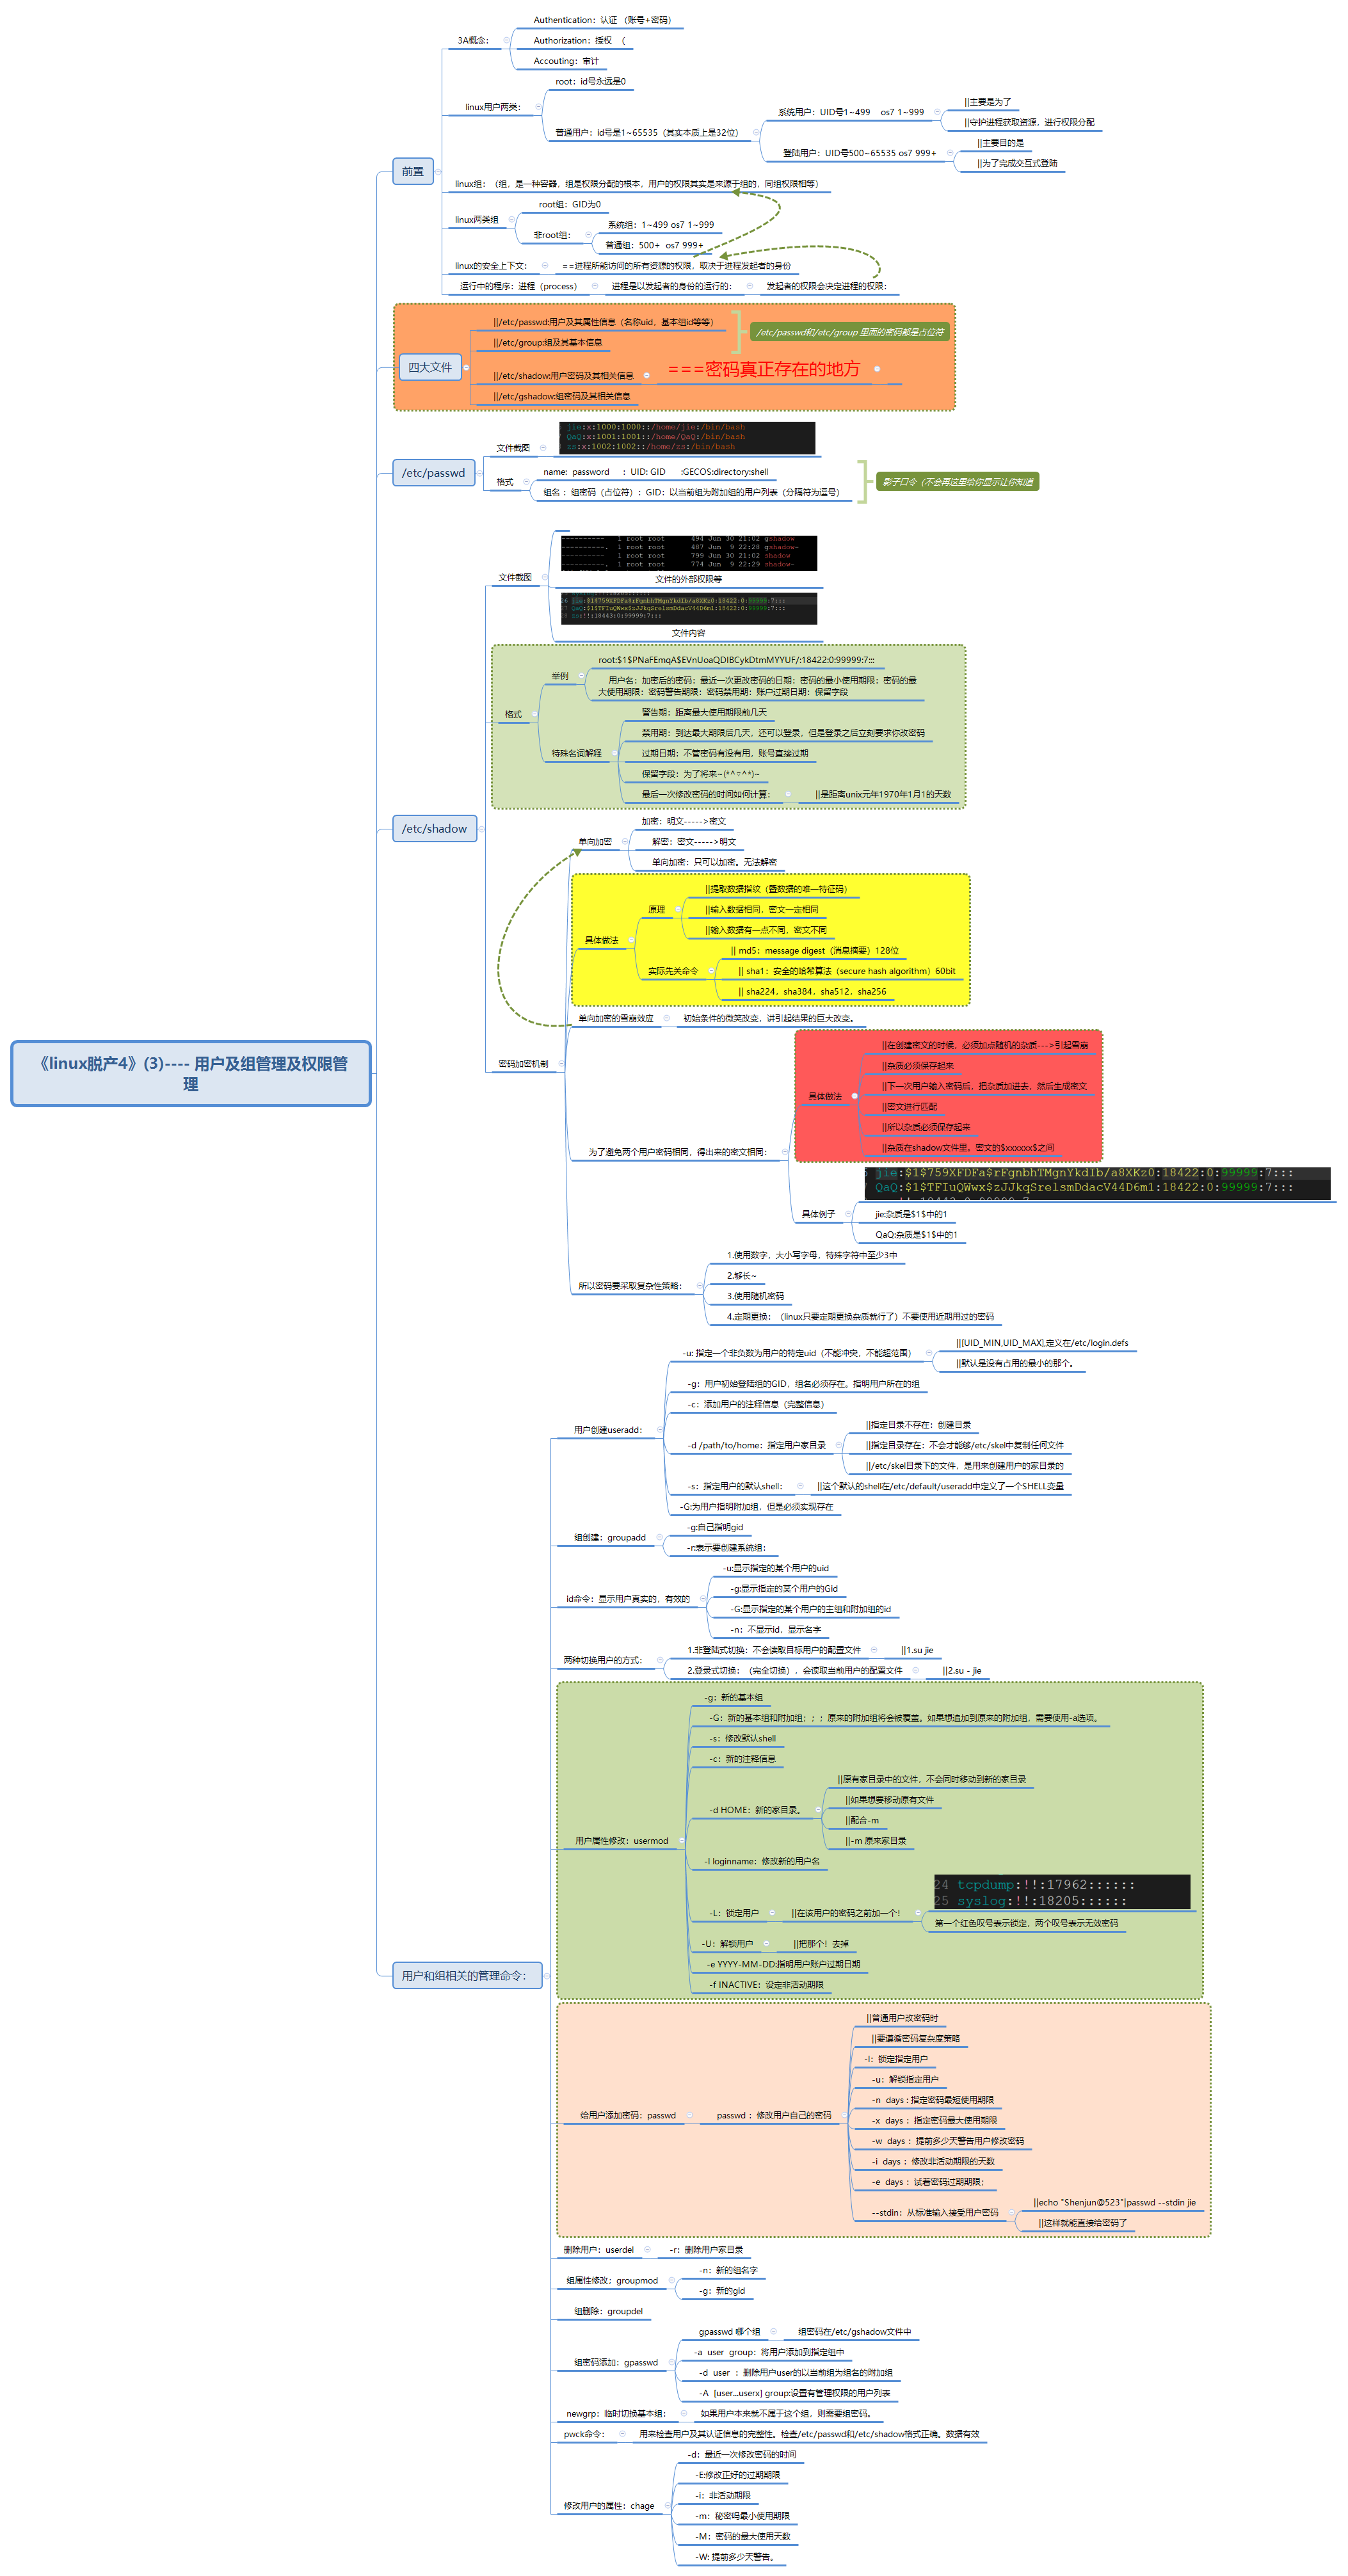 《linux脱产4》(3)---- 用户及组管理及权限管
理
前置
3A概念：
Authentication：认证 （账号+密码）
Authorization：授权 （
Accouting：审计
linux用户两类：
root：id号永远是0
普通用户：id号是1~65535（其实本质上是32位）
系统用户：UID号1~499 os7 1~999
||主要是为了
||守护进程获取资源，进行权限分配
登陆用户：UID号500~65535 os7 999+
||主要目的是
||为了完成交互式登陆
linux组：（组，是一种容器，组是权限分配的根本，用户的权限其实是来源于组的，同组权限相等）
linux两类组
root组：GID为0
非root组：
系统组：1~499 os7 1~999
普通组：500+ os7 999+
linux的安全上下文：
==进程所能访问的所有资源的权限，取决于进程发起者的身份
运行中的程序：进程（process）
进程是以发起者的身份的运行的：
发起者的权限会决定进程的权限：
四大文件
||/etc/passwd:用户及其属性信息（名称uid，基本组id等等）
||/etc/group:组及其基本信息
/etc/passwd和/etc/group 里面的密码都是占位符
||/etc/shadow:用户密码及其相关信息
===密码真正存在的地方
||/etc/gshadow:组密码及其相关信息
/etc/passwd
文件截图
jie:x:1000:1000::/home/jie:/bin/bash
QaQ:x:1001:1001::/home/QaQ:/bin/bash
zs:x:1002:1002::/home/zs:/bin/bash
格式
name: password : UID: GID :GECOS:directory:shell
组名 ：组密码（占位符）：GID：以当前组为附加组的用户列表（分隔符为逗号）
影子口令（不会再这里给你显示让你知道
/etc/shadow
文件截图
----------  1 root root 494 Jun 30 21:02 gshadow
----------. 1 root root 487 Jun 9 22:28 gshadow-
----------  1 root root 799 Jun 30 21:02 shadow
----------. 1 root root 774 Jun 9 22:29 shadow-
文件的外部权限等
26 jie:$1$759XFDFa$rFgnbhTMgnYkdIb/a8XKz0:18422:0:99999:7:::
27 QaQ:$1$TFIuQWwx$zJJkqSrelsmDdacV44D6m1:18422:0:99999:7:::
28 zs:!!:18443:0:99999:7:::
文件内容
格式
举例
root:$1$PNaFEmqA$EVnUoaQDIBCykDtmMYYUF/:18422:0:99999:7:::
用户名：加密后的密码：最近一次更改密码的日期：密码的最小使用期限：密码的最
大使用期限：密码警告期限：密码禁用期：账户过期日期：保留字段
特殊名词解释
警告期：距离最大使用期限前几天
禁用期：到达最大期限后几天，还可以登录，但是登录之后立刻要求你改密码
过期日期：不管密码有没有用，账号直接过期
保留字段：为了将来~(*^▽^*)~
最后一次修改密码的时间如何计算：
||是距离unix元年1970年1月1的天数
密码加密机制
单向加密
加密：明文----->密文
解密：密文----->明文
单向加密：只可以加密。无法解密
具体做法
原理
||提取数据指纹（暨数据的唯一特征码）
||输入数据相同，密文一定相同
||输入数据有一点不同，密文不同
实际先关命令
|| md5：message digest（消息摘要）128位
|| sha1：安全的哈希算法（secure hash algorithm）60bit
|| sha224，sha384，sha512，sha256
单向加密的雪崩效应
初始条件的微笑改变，讲引起结果的巨大改变。
为了避免两个用户密码相同，得出来的密文相同：
具体做法
||在创建密文的时候，必须加点随机的杂质--->引起雪崩
||杂质必须保存起来
||下一次用户输入密码后，把杂质加进去，然后生成密文
||密文进行匹配
||所以杂质必须保存起来
||杂质在shadow文件里。密文的$xxxxxx$之间
具体例子
jie:$1$759XFDFa$rFgnbhTMgnYkdIb/a8XKz0:18422:0:99999:7:::
QaQ:$1$TFIuQWwx$zJJkqSrelsmDdacV44D6m1:18422:0:99999:7:::
jie:杂质是$1$中的1
QaQ:杂质是$1$中的1
所以密码要采取复杂性策略：
1.使用数字，大小写字母，特殊字符中至少3中
2.够长~
3.使用随机密码
4.定期更换：（linux只要定期更换杂质就行了）不要使用近期用过的密码
用户和组相关的管理命令：
用户创建useradd：
-u: 指定一个非负数为用户的特定uid（不能冲突，不能超范围）
||[UID_MIN,UID_MAX],定义在/etc/login.defs
||默认是没有占用的最小的那个。
-g：用户初始登陆组的GID，组名必须存在。指明用户所在的组
-c：添加用户的注释信息（完整信息）
-d /path/to/home：指定用户家目录
||指定目录不存在：创建目录
||指定目录存在：不会才能够/etc/skel中复制任何文件
||/etc/skel目录下的文件，是用来创建用户的家目录的
-s：指定用户的默认shell：
||这个默认的shell在/etc/default/useradd中定义了一个SHELL变量
-G:为用户指明附加组，但是必须实现存在
组创建：groupadd
-g:自己指明gid
-r:表示要创建系统组：
id命令：显示用户真实的，有效的
-u:显示指定的某个用户的uid
-g:显示指定的某个用户的Gid
-G:显示指定的某个用户的主组和附加组的id
-n：不显示id，显示名字
两种切换用户的方式：
1.非登陆式切换：不会读取目标用户的配置文件
||1.su jie
2.登录式切换：（完全切换），会读取当前用户的配置文件
||2.su - jie
用户属性修改：usermod
-g：新的基本组
-G：新的基本组和附加组；；；原来的附加组将会被覆盖。如果想追加到原来的附加组，需要使用-a选项。
-s：修改默认shell
-c：新的注释信息
-d HOME：新的家目录。
||原有家目录中的文件，不会同时移动到新的家目录
||如果想要移动原有文件
||配合-m
||-m 原来家目录
-l loginname：修改新的用户名
-L：锁定用户
||在该用户的密码之前加一个！
24 tcpdump:!!:17962::::::
25 syslog:!!:18205::::::
第一个红色叹号表示锁定，两个叹号表示无效密码
-U：解锁用户
||把那个！去掉
-e YYYY-MM-DD:指明用户账户过期日期
-f INACTIVE：设定非活动期限
给用户添加密码：passwd
passwd ：修改用户自己的密码
||普通用户改密码时
||要遵循密码复杂度策略
-l：锁定指定用户
-u：解锁指定用户
-n days : 指定密码最短使用期限
-x days ：指定密码最大使用期限
-w days ：提前多少天警告用户修改密码
-i days ：修改非活动期限的天数
-e days ：试着密码过期期限；
--stdin：从标准输入接受用户密码
||echo "Shenjun@523"|passwd --stdin jie
||这样就能直接给密码了
删除用户：userdel
-r：删除用户家目录
组属性修改：groupmod
-n：新的组名字
-g：新的gid
组删除：groupdel
组密码添加：gpasswd
gpasswd 哪个组
组密码在/etc/gshadow文件中
-a user group：将用户添加到指定组中
-d user ：删除用户user的以当前组为组名的附加组
-A [user...userx] group:设置有管理权限的用户列表
newgrp：临时切换基本组：
如果用户本来就不属于这个组，则需要组密码。
pwck命令：
用来检查用户及其认证信息的完整性。检查/etc/passwd和/etc/shadow格式正确。数据有效
修改用户的属性：chage
-d：最近一次修改密码的时间
-E:修改正好的过期期限
-i：非活动期限
-m：秘密吗最小使用期限
-M：密码的最大使用天数
-W: 提前多少天警告。